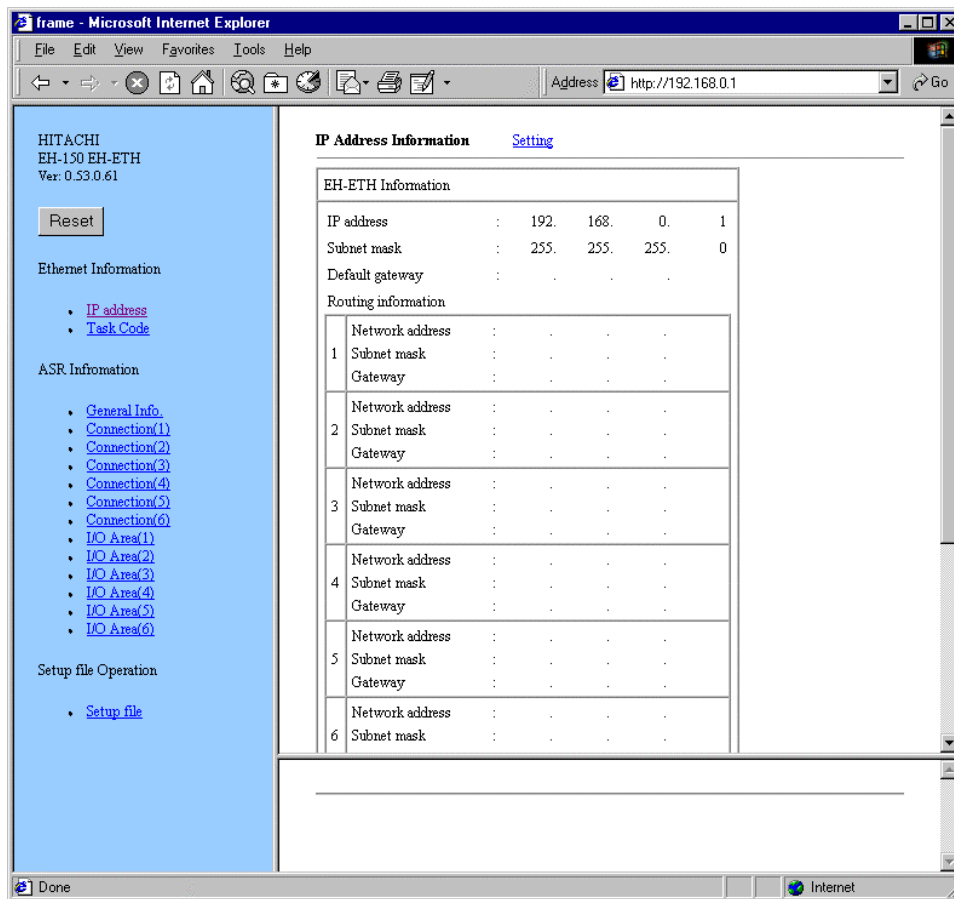 frame - Microsoft Internet Explorer
File Edit View Favorites Tools Help
Address http://192.168.0.1 Go
HITACHI
EH-150 EH-ETH
Ver: 0.53.0.61
Reset
Ethernet Information
IP address
Task Code
ASR Infromation
General Info.
Connection(1)
Connection(2)
Connection(3)
Connection(4)
Connection(5)
Connection(6)
I/O Area(1)
I/O Area(2)
I/O Area(3)
I/O Area(4)
I/O Area(5)
I/O Area(6)
Setup file Operation
Setup file
IP Address Information Setting
EH-ETH Information
IP address : 192. 168. 0. 1
Subnet mask : 255. 255. 255. 0
Default gateway : . . .
Routing information
Network address : . . .
1 Subnet mask : . . .
Gateway : . . .
Network address : . . .
2 Subnet mask : . . .
Gateway : . . .
Network address : . . .
3 Subnet mask : . . .
Gateway : . . .
Network address : . . .
4 Subnet mask : . . .
Gateway : . . .
Network address : . . .
5 Subnet mask : . . .
Gateway : . . .
Network address : . . .
6 Subnet mask : . . .
Done Internet